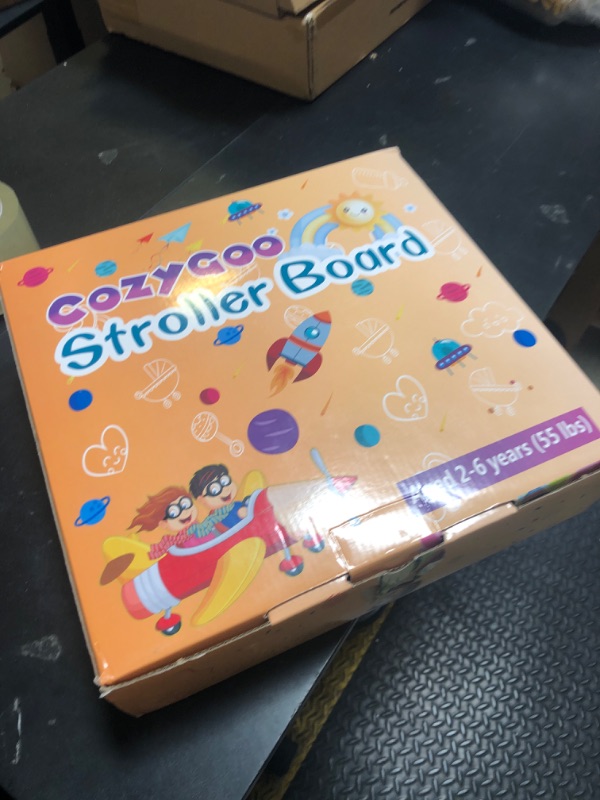 COZYGOO
Stroller Board
2-6 years (55 lbs)